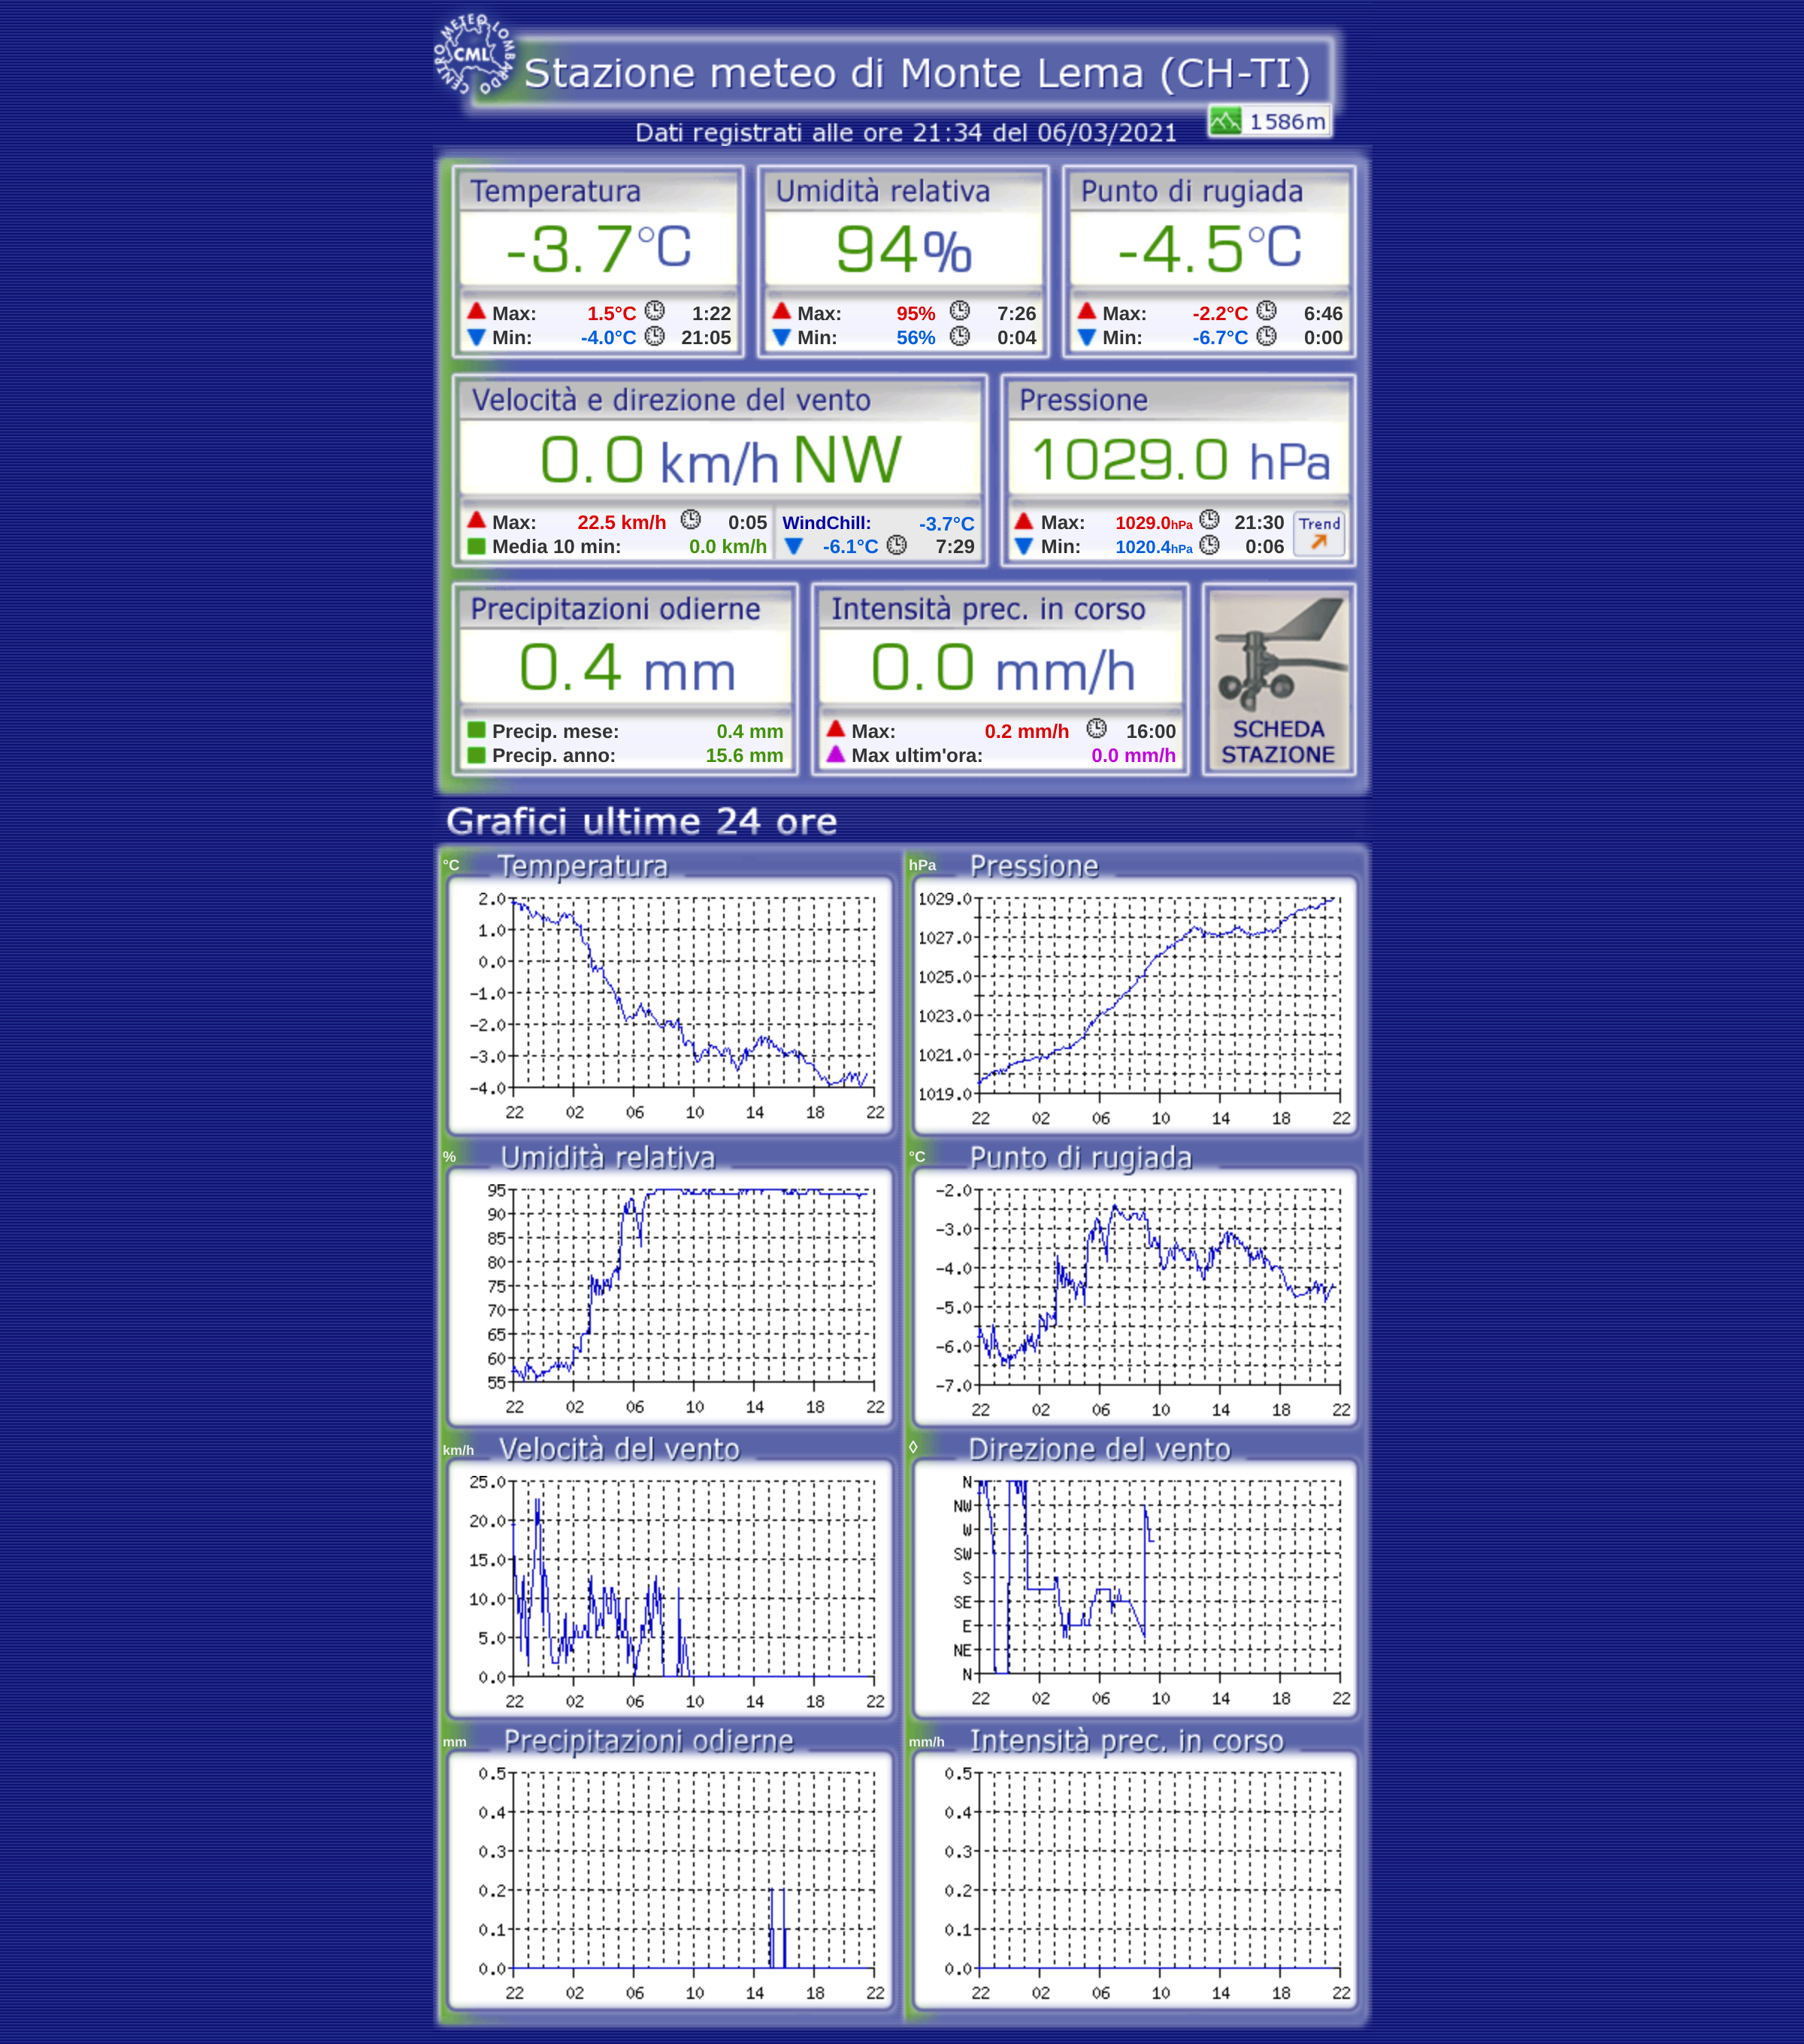 CENTRO METEO LOMBARDO
CML
Stazione meteo di Monte Lema (CH-TI)
1586m
Dati registrati alle ore 21:34 del 06/03/2021
Temperatura
-3.7°C
Max: 1.5°C 1:22
Min: -4.0°C 21:05
Umidità relativa
94%
Max: 95% 7:26
Min: 56% 0:04
Punto di rugiada
-4.5°C
Max: -2.2°C 6:46
Min: -6.7°C 0:00
Velocità e direzione del vento
0.0 km/h NW
Max: 22.5 km/h 0:05
Media 10 min: 0.0 km/h
WindChill: -3.7°C
-6.1°C 7:29
Pressione
1029.0 hPa
Max: 1029.0hPa 21:30
Min: 1020.4hPa 0:06
Trend
Precipitazioni odierne
0.4 mm
Precip. mese: 0.4 mm
Precip. anno: 15.6 mm
Intensità prec. in corso
0.0 mm/h
Max: 0.2 mm/h 16:00
Max ultim'ora: 0.0 mm/h
SCHEDA
STAZIONE
Grafici ultime 24 ore
°C Temperatura
2.0
1.0
0.0
-1.0
-2.0
-3.0
-4.0
22 02 06 10 14 18 22
hPa Pressione
1029.0
1027.0
1025.0
1023.0
1021.0
1019.0
22 02 06 10 14 18 22
% Umidità relativa
95
90
85
80
75
70
65
60
55
22 02 06 10 14 18 22
°C Punto di rugiada
-2.0
-3.0
-4.0
-5.0
-6.0
-7.0
22 02 06 10 14 18 22
km/h Velocità del vento
25.0
20.0
15.0
10.0
5.0
0.0
22 02 06 10 14 18 22
◊ Direzione del vento
N
NW
W
SW
S
SE
E
NE
N
22 02 06 10 14 18 22
mm Precipitazioni odierne
0.5
0.4
0.3
0.2
0.1
0.0
22 02 06 10 14 18 22
mm/h Intensità prec. in corso
0.5
0.4
0.3
0.2
0.1
0.0
22 02 06 10 14 18 22